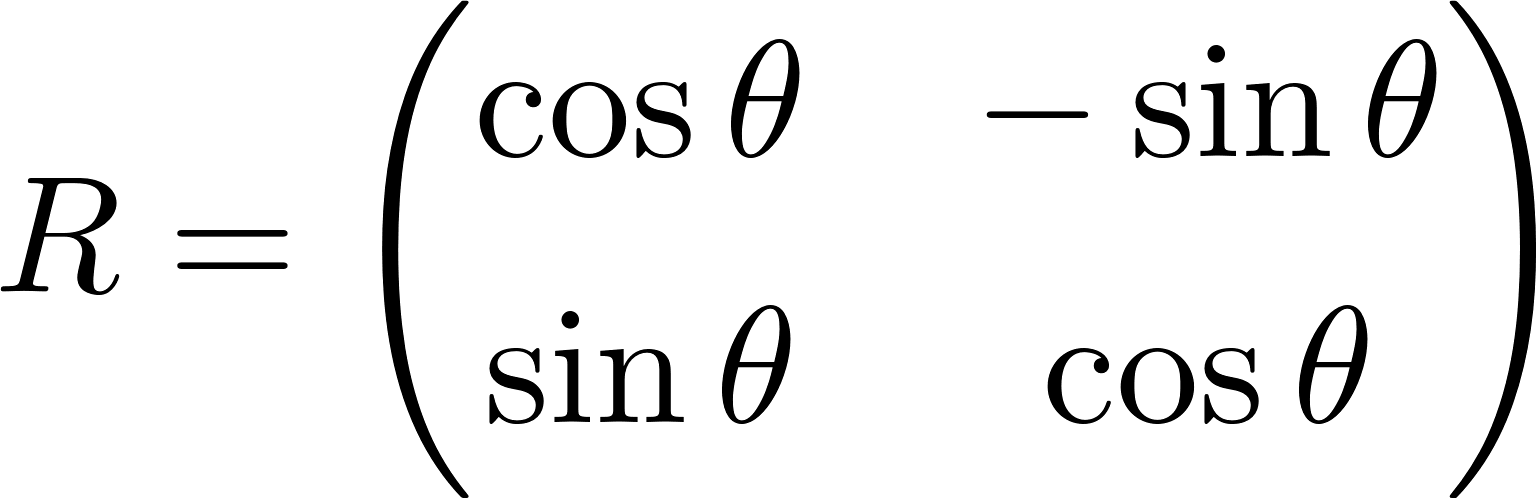 R = ( cos θ − sin θ
sin θ cos θ )